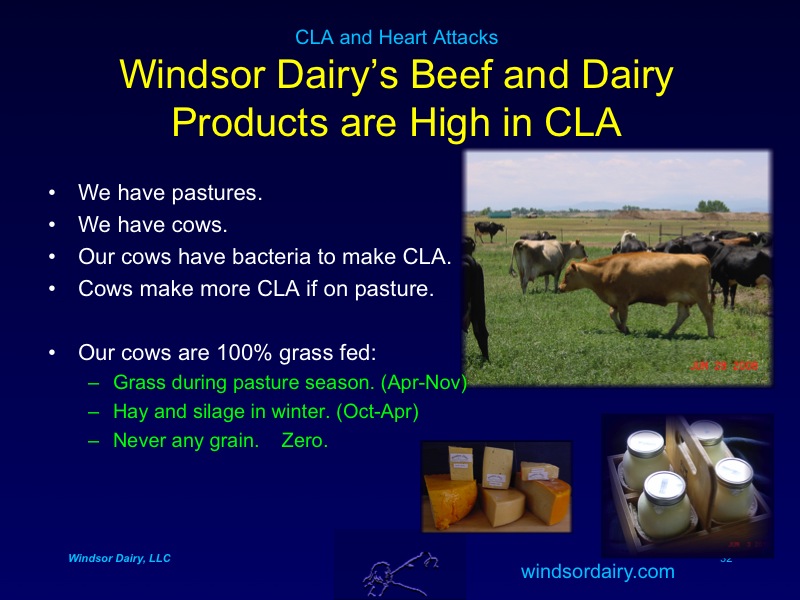 CLA and Heart Attacks
Windsor Dairy’s Beef and Dairy
Products are High in CLA
• We have pastures.
• We have cows.
• Our cows have bacteria to make CLA.
• Cows make more CLA if on pasture.
• Our cows are 100% grass fed:
– Grass during pasture season. (Apr-Nov)
– Hay and silage in winter. (Oct-Apr)
– Never any grain.    Zero.
Windsor Dairy, LLC
windsordairy.com